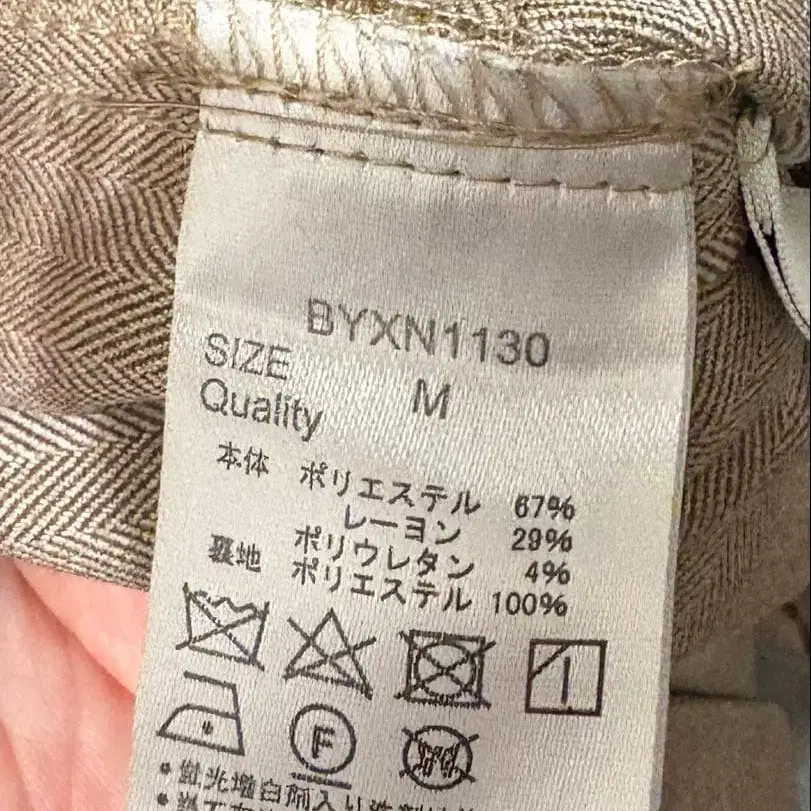 BYXN1130
SIZE M
Quality
本体 ポリエステル 67%
レーヨン 29%
ポリウレタン 4%
裏地 ポリエステル 100%
F
W